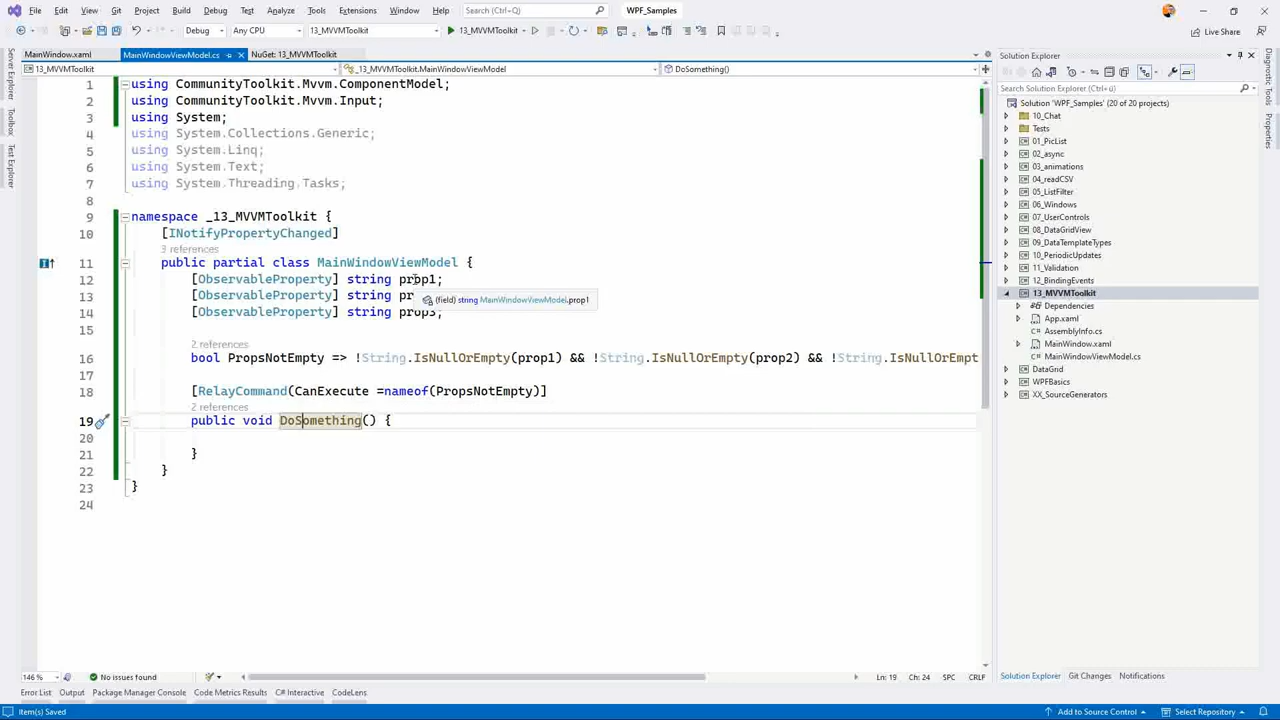 File Edit View Git Project Build Debug Test Analyze Tools Extensions Window Help Search (Ctrl+Q) WPF_Samples
Debug Any CPU 13_MVVMToolkit 13_MVVMToolkit Live Share
MainWindow.xaml MainWindowViewModel.cs NuGet: 13_MVVMToolkit
13_MVVMToolkit _13_MVVMToolkit.MainWindowViewModel DoSomething()
Server Explorer
Toolbox
Test Explorer
1 using CommunityToolkit.Mvvm.ComponentModel;
2 using CommunityToolkit.Mvvm.Input;
3 using System;
4 using System.Collections.Generic;
5 using System.Linq;
6 using System.Text;
7 using System.Threading.Tasks;
8
9 namespace _13_MVVMToolkit {
10 [INotifyPropertyChanged]
3 references
11 public partial class MainWindowViewModel {
12 [ObservableProperty] string prop1;
13 [ObservableProperty] string pr
(field) string MainWindowViewModel.prop1
14 [ObservableProperty] string prop3;
15
2 references
16 bool PropsNotEmpty => !String.IsNullOrEmpty(prop1) && !String.IsNullOrEmpty(prop2) && !String.IsNullOrEmpt
17
18 [RelayCommand(CanExecute =nameof(PropsNotEmpty)]
2 references
19 public void DoSomething() {
20
21 }
22 }
23 }
24
146 % No issues found Ln: 19 Ch: 24 SPC CRLF
Error List Output Package Manager Console Code Metrics Results C# Interactive CodeLens
Item(s) Saved Add to Source Control Select Repository
Solution Explorer
Search Solution Explorer (Ctrl+ü)
Solution 'WPF_Samples' (20 of 20 projects)
10_Chat
Tests
01_PicList
02_async
03_animations
04_readCSV
05_ListFilter
06_Windows
07_UserControls
08_DataGridView
09_DataTemplateTypes
10_PeriodicUpdates
11_Validation
12_BindingEvents
13_MVVMToolkit
Dependencies
App.xaml
AssemblyInfo.cs
MainWindow.xaml
MainWindowViewModel.cs
DataGrid
WPFBasics
XX_SourceGenerators
Solution Explorer Git Changes Notifications
Diagnostic Tools
Properties